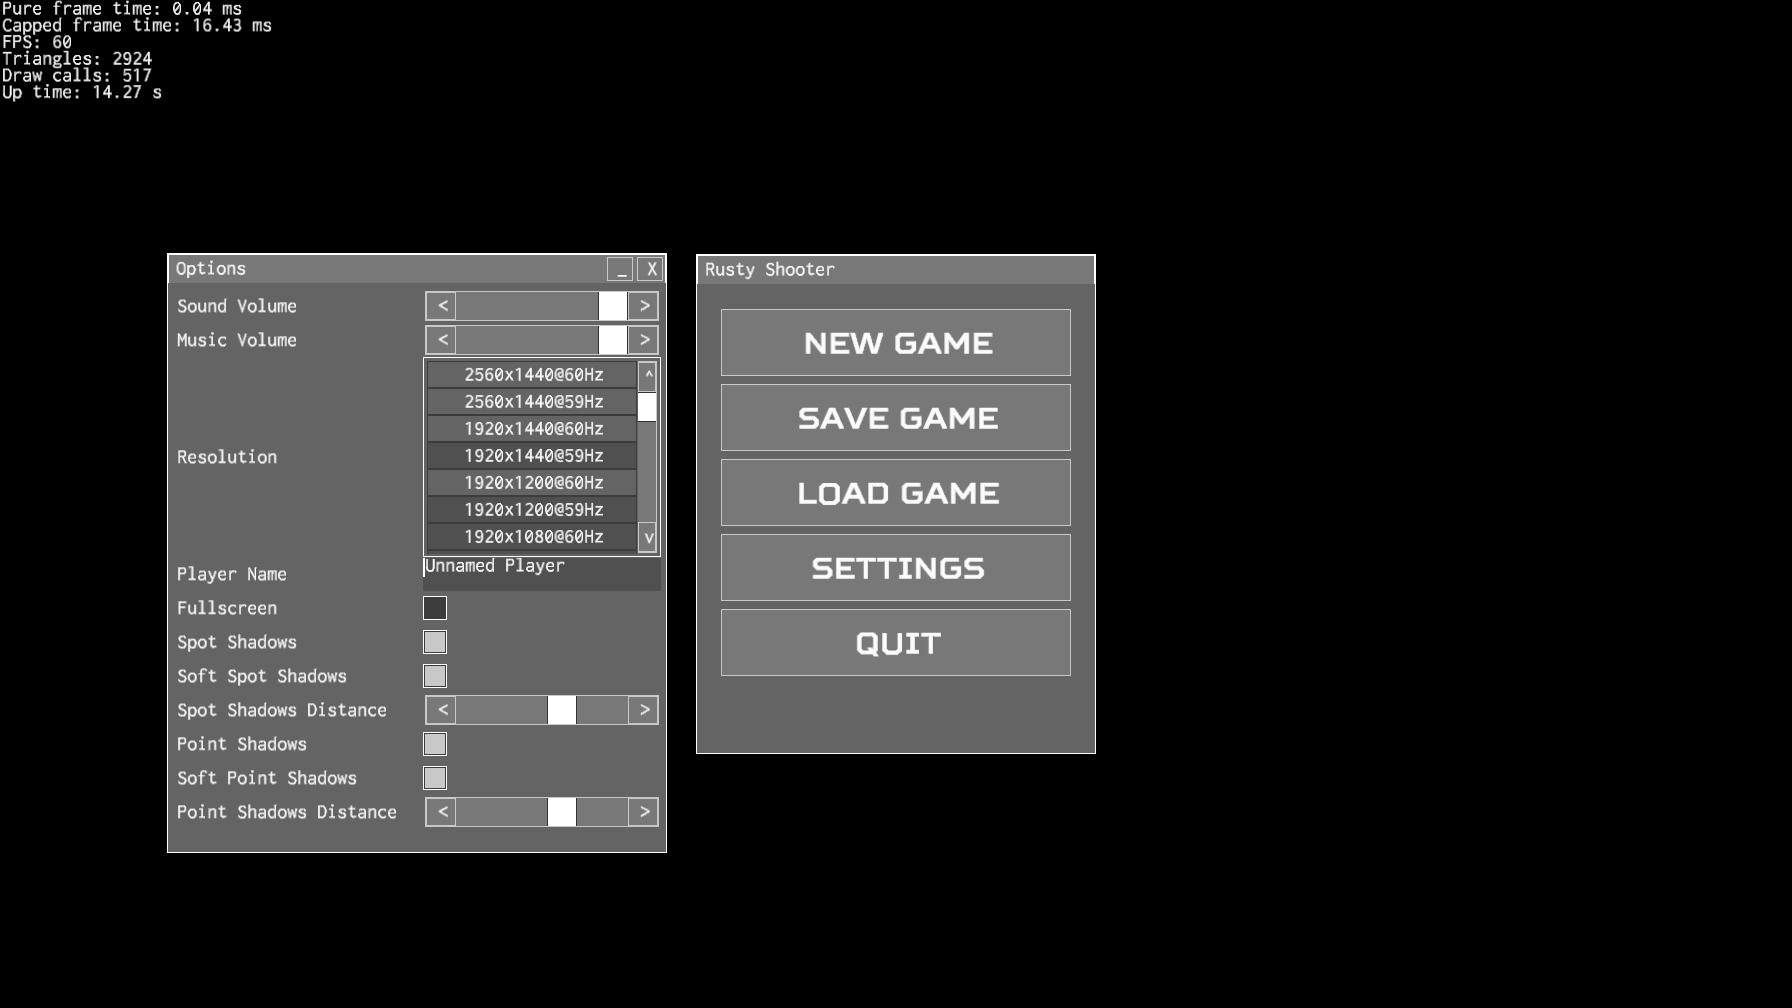 Pure frame time: 0.04 ms
Capped frame time: 16.43 ms
FPS: 60
Triangles: 2924
Draw calls: 517
Up time: 14.27 s
Options
_ X
Sound Volume
< >
Music Volume
< >
Resolution
2560x1440@60Hz
^
2560x1440@59Hz
1920x1440@60Hz
1920x1440@59Hz
1920x1200@60Hz
1920x1200@59Hz
1920x1080@60Hz
v
Player Name
Unnamed Player
Fullscreen
Spot Shadows
Soft Spot Shadows
Spot Shadows Distance
< >
Point Shadows
Soft Point Shadows
Point Shadows Distance
< >
Rusty Shooter
NEW GAME
SAVE GAME
LOAD GAME
SETTINGS
QUIT